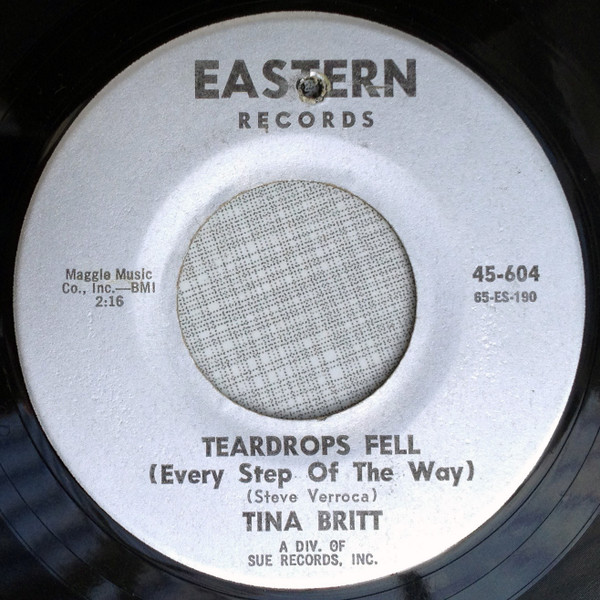 EASTERN
RECORDS
Maggie Music
Co., Inc.—BMI
2:16
45-604
65-ES-190
TEARDROPS FELL
(Every Step Of The Way)
(Steve Verroca)
TINA BRITT
A DIV. OF
SUE RECORDS, INC.